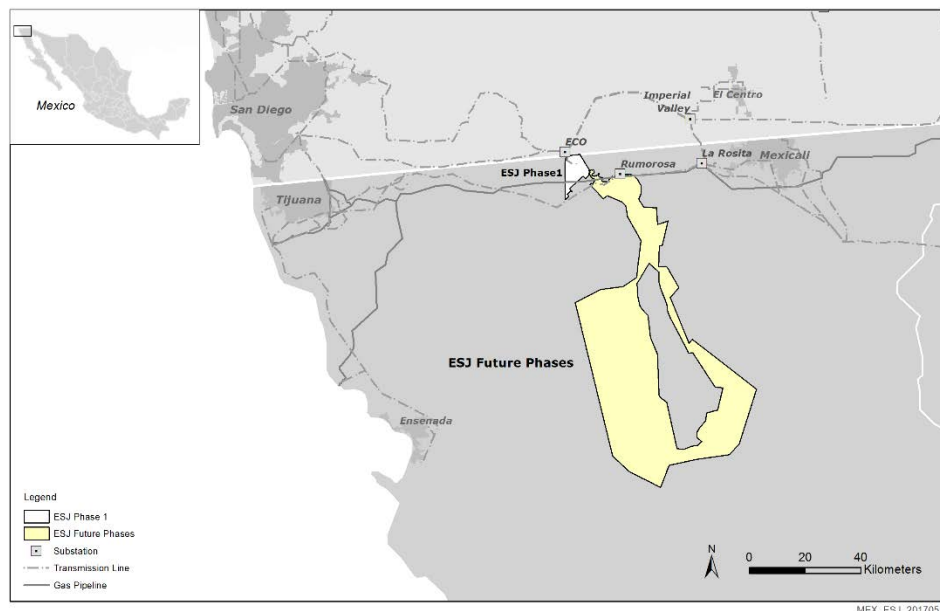 Mexico
San Diego
Imperial
Valley
El Centro
ECO
La Rosita
Mexicali
ESJ Phase1
Rumorosa
Tijuana
ESJ Future Phases
Ensenada
Legend
ESJ Phase 1
ESJ Future Phases
Substation
Transmission Line
Gas Pipeline
N
0 20 40
Kilometers
MEX_ESJ_201705